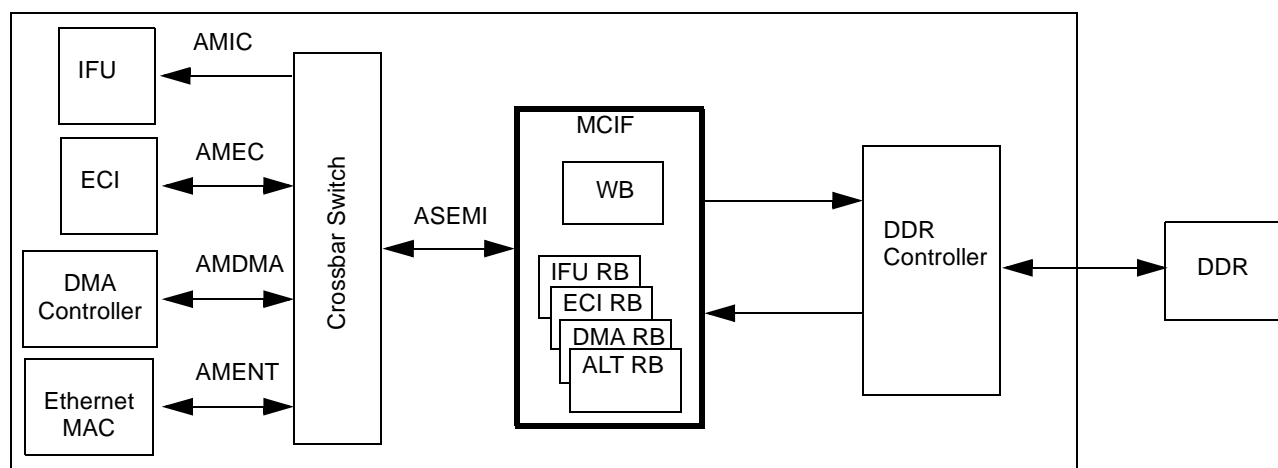 AMIC
IFU
AMEC
ECI
AMDMA
DMA
Controller
AMENT
Ethernet
MAC
Crossbar Switch
ASEMI
MCIF
WB
IFU RB
ECI RB
DMA RB
ALT RB
DDR
Controller
DDR